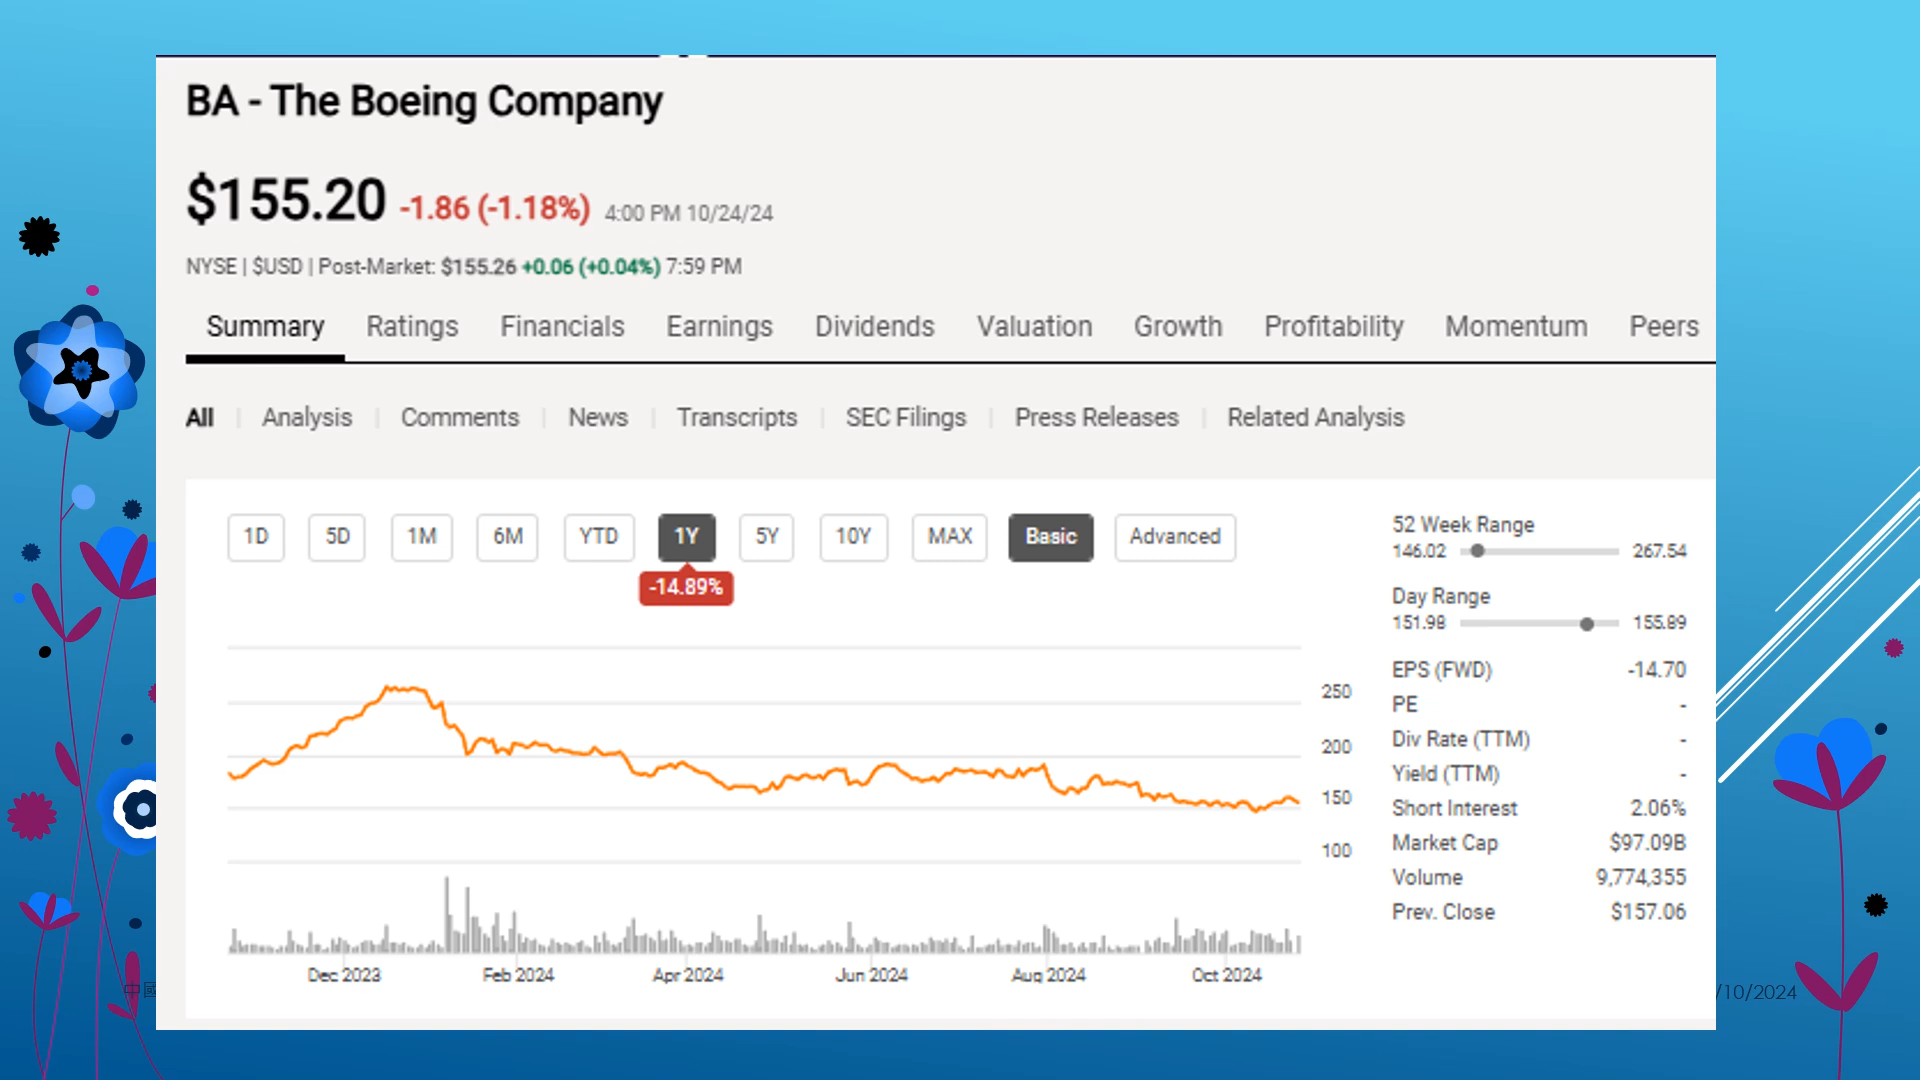 BA - The Boeing Company
$155.20 -1.86 (-1.18%) 4:00 PM 10/24/24
NYSE | $USD | Post-Market: $155.26 +0.06 (+0.04%) 7:59 PM
Summary Ratings Financials Earnings Dividends Valuation Growth Profitability Momentum Peers
All | Analysis | Comments | News | Transcripts | SEC Filings | Press Releases | Related Analysis
1D 5D 1M 6M YTD 1Y 5Y 10Y MAX Basic Advanced
-14.89%
250
200
150
100
Dec 2023 Feb 2024 Apr 2024 Jun 2024 Aug 2024 Oct 2024
52 Week Range
146.02 267.54
Day Range
151.98 155.89
EPS (FWD) -14.70
PE -
Div Rate (TTM) -
Yield (TTM) -
Short Interest 2.06%
Market Cap $97.09B
Volume 9,774,355
Prev. Close $157.06
中國
/10/2024